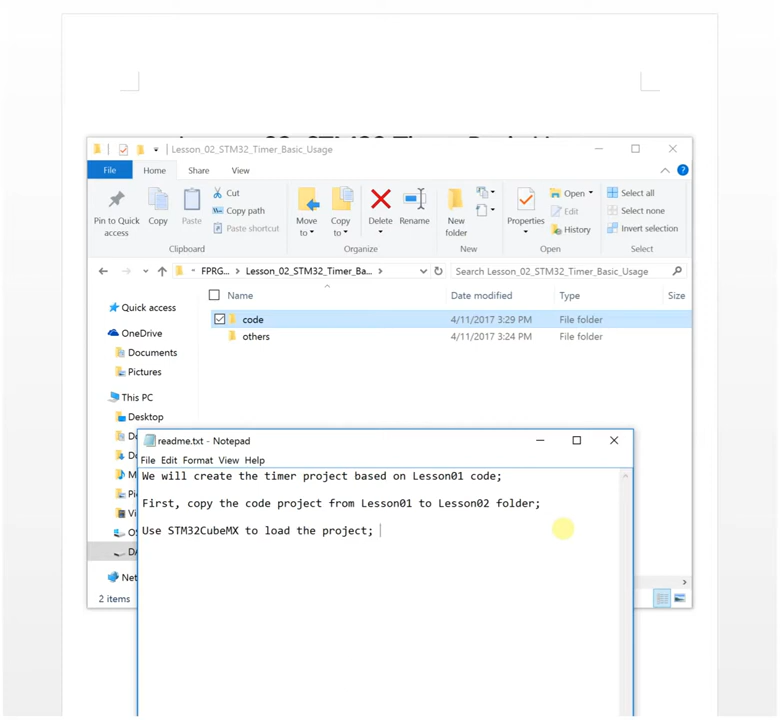 Lesson_02_STM32_Timer_Basic_Usage
File Home Share View
Pin to Quick access
Copy
Paste
Cut
Copy path
Paste shortcut
Clipboard
Move to
Copy to
Delete
Rename
Organize
New folder
New
Properties
Open
Edit
History
Open
Select all
Select none
Invert selection
Select
FPRG... Lesson_02_STM32_Timer_Ba...
Search Lesson_02_STM32_Timer_Basic_Usage
Name Date modified Type Size
code 4/11/2017 3:29 PM File folder
others 4/11/2017 3:24 PM File folder
Quick access
OneDrive
Documents
Pictures
This PC
Desktop
2 items
readme.txt - Notepad
File Edit Format View Help
We will create the timer project based on Lesson01 code;
First, copy the code project from Lesson01 to Lesson02 folder;
Use STM32CubeMX to load the project;